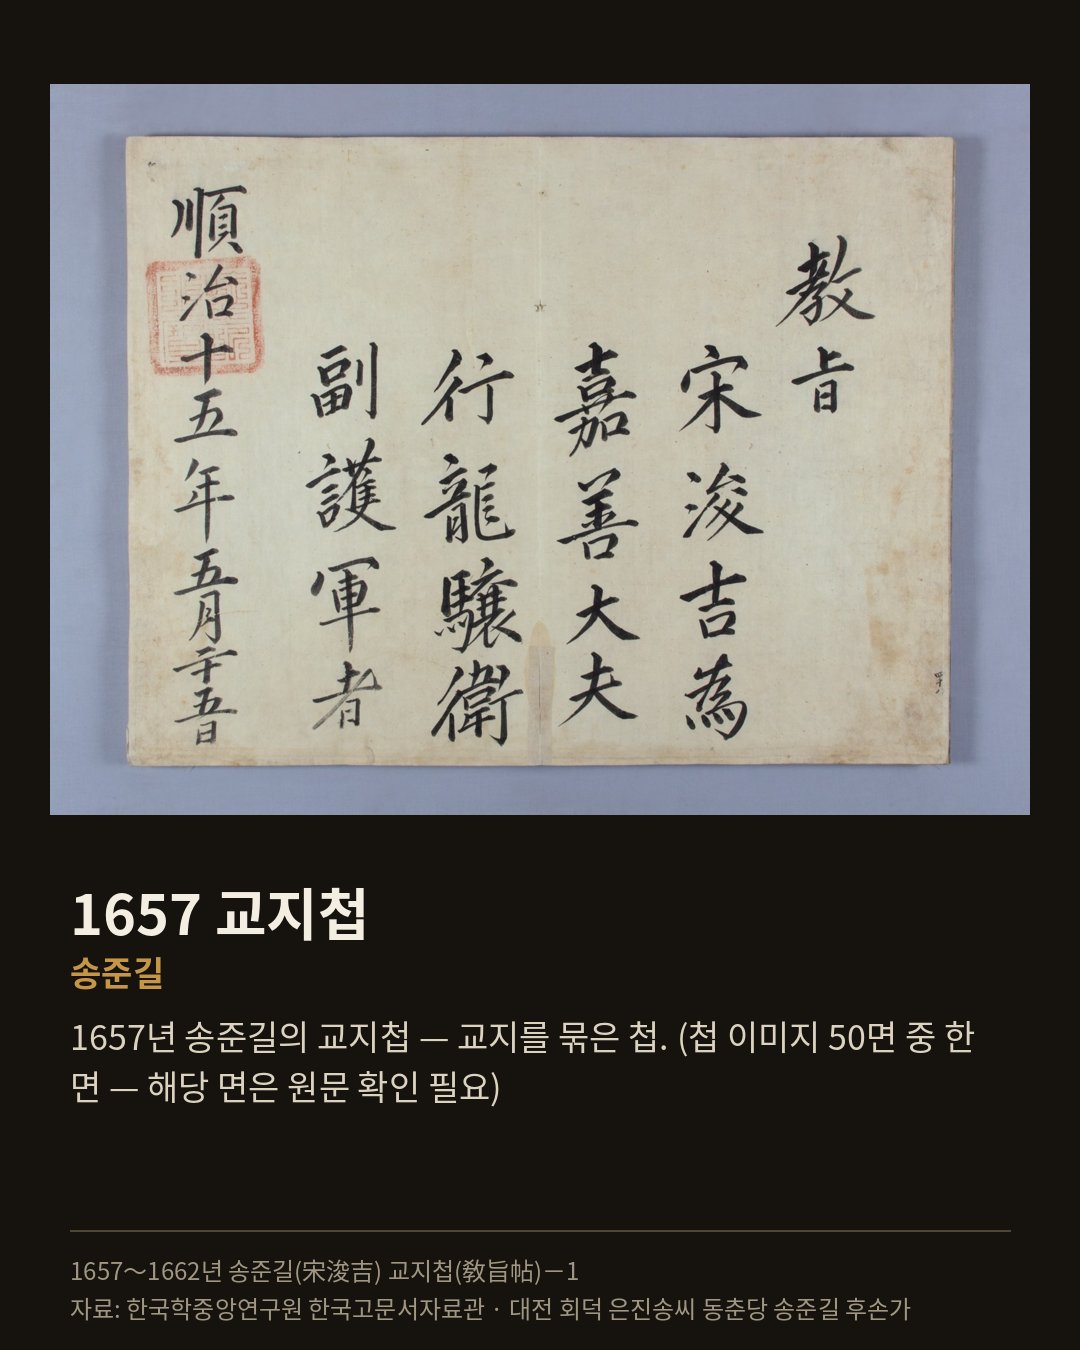 教旨
宋浚吉為
嘉善大夫
行龍驤衛
副護軍者
順治十五年五月二十五日
1657 교지첩
송준길
1657년 송준길의 교지첩 — 교지를 묶은 첩. (첩 이미지 50면 중 한
면 — 해당 면은 원문 확인 필요)
1657～1662년 송준길(宋浚吉) 교지첩(敎旨帖)－1
자료: 한국학중앙연구원 한국고문서자료관 · 대전 회덕 은진송씨 동춘당 송준길 후손가